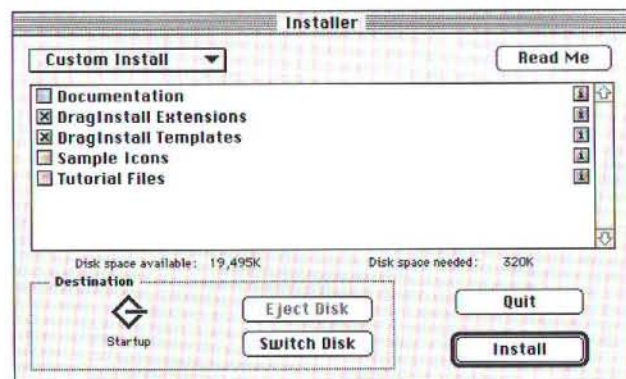 Installer
Custom Install
Read Me
Documentation
DragInstall Extensions
DragInstall Templates
Sample Icons
Tutorial Files
Disk space available: 19,495K
Disk space needed: 320K
Destination
Startup
Eject Disk
Switch Disk
Quit
Install